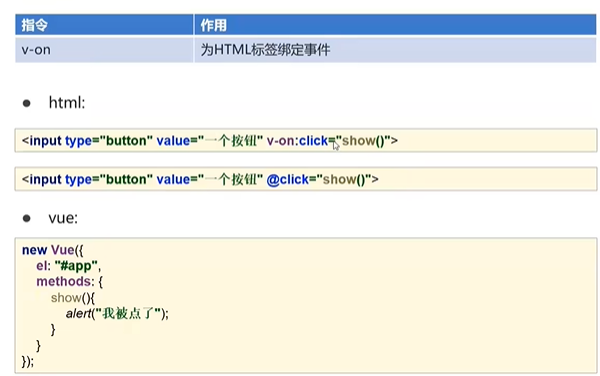 指令 作用
v-on 为HTML标签绑定事件
● html:
<input type="button" value="一个按钮" v-on:click="show()">
<input type="button" value="一个按钮" @click="show()">
● vue:
new Vue({
el: "#app",
methods: {
show(){
alert("我被点了");
}
}
});